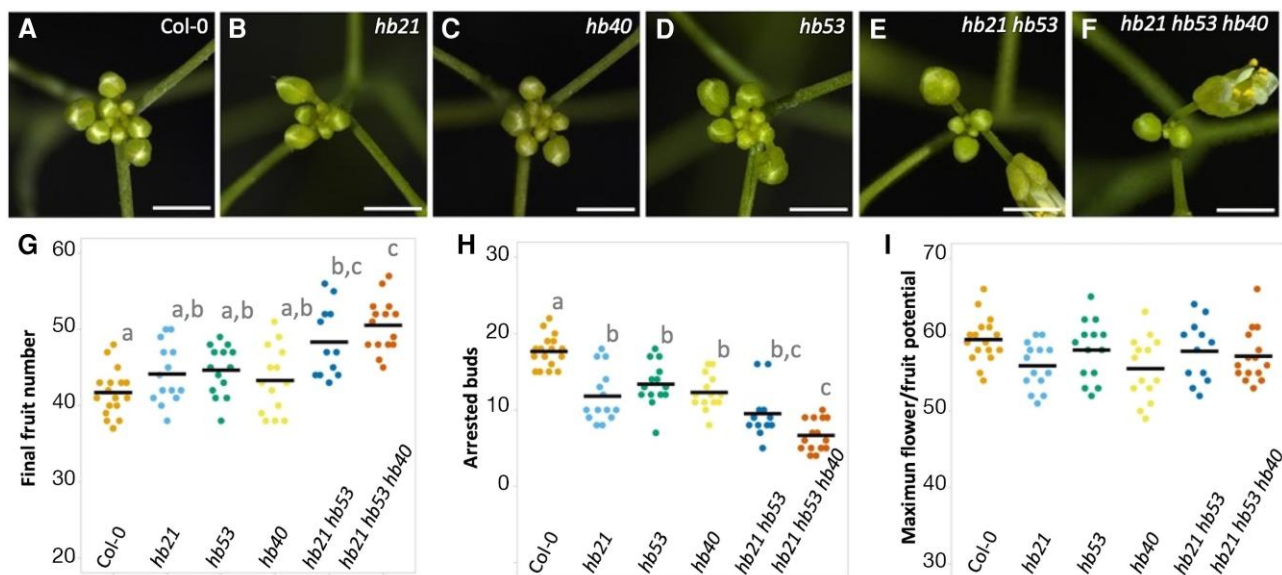 A Col-0
B hb21
C hb40
D hb53
E hb21 hb53
F hb21 hb53 hb40
G
Final fruit number
60
50
40
30
20
a
a,b
a,b
a,b
b,c
c
Col-0
hb21
hb53
hb40
hb21 hb53
hb21 hb53 hb40
H
Arrested buds
30
20
10
0
a
b
b
b
b,c
c
Col-0
hb21
hb53
hb40
hb21 hb53
hb21 hb53 hb40
I
Maximun flower/fruit potential
70
60
50
40
30
Col-0
hb21
hb53
hb40
hb21 hb53
hb21 hb53 hb40